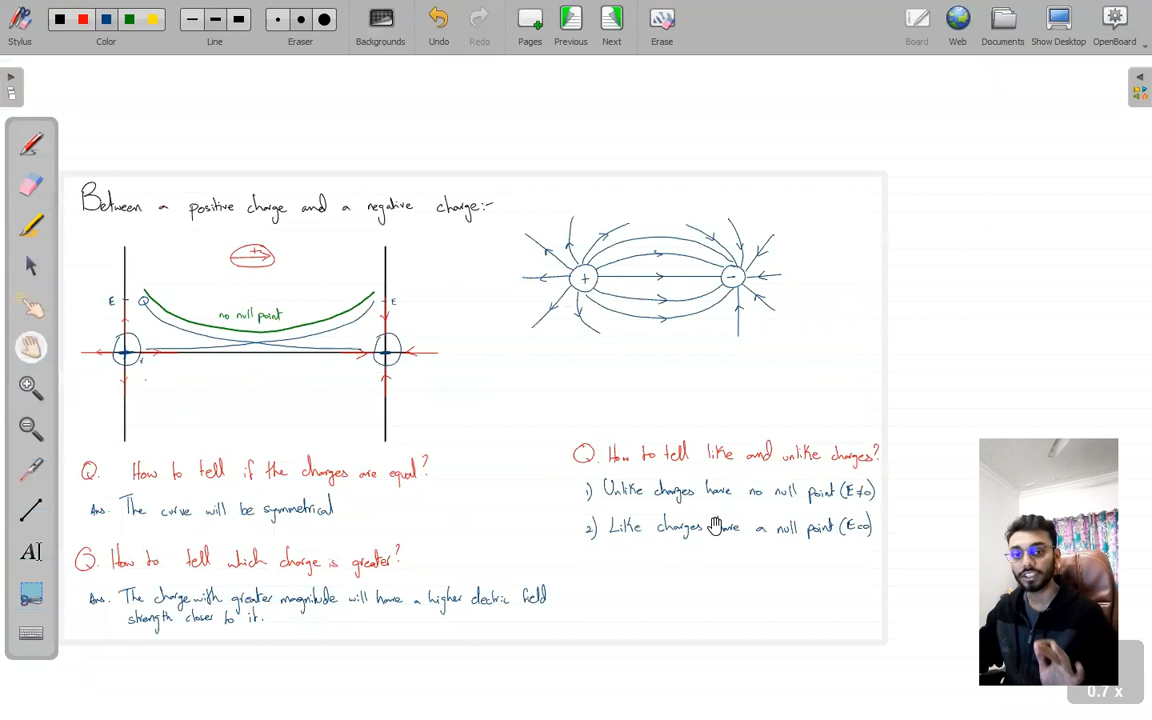 Stylus
Color
Line
Eraser
Backgrounds
Undo
Redo
Pages
Previous
Next
Erase
Board
Web
Documents
Show Desktop
OpenBoard
Between a positive charge and a negative charge:-
+
E
Q
E
no null point
+
-
Q. How to tell if the charges are equal?
Ans. The curve will be symmetrical
Q. How to tell which charge is greater?
Ans. The charge with greater magnitude will have a higher electric field
strength closer to it.
Q. How to tell like and unlike charges?
1) Unlike charges have no null point (E≠0)
2) Like charges have a null point (E=0)
AI
0.7 x